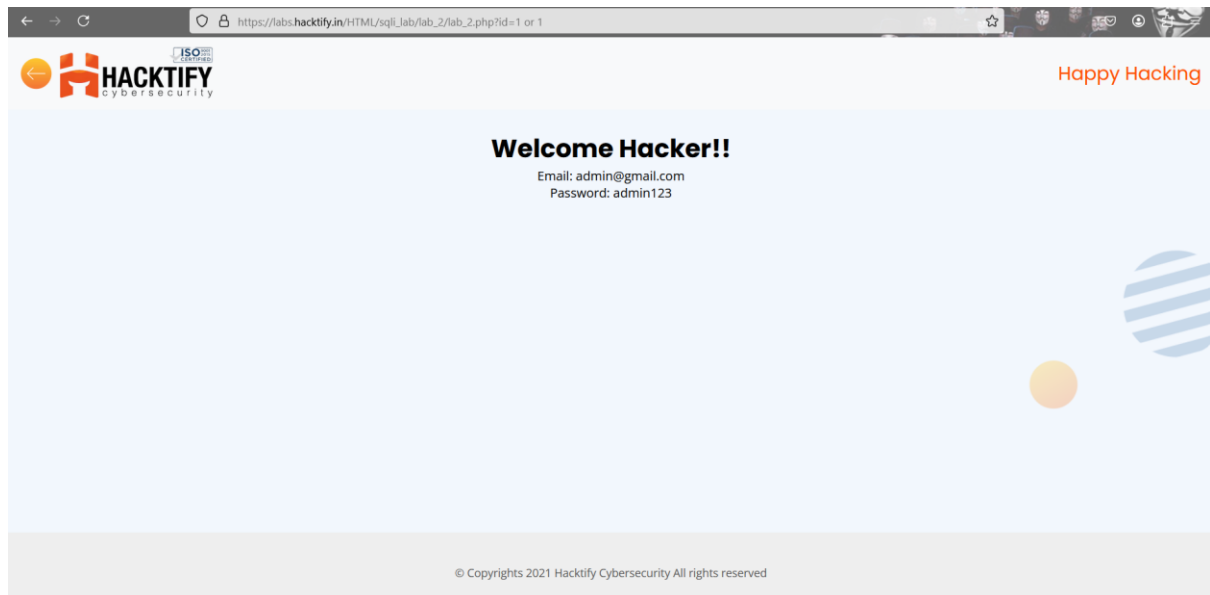 https://labs.hacktify.in/HTML/sqli_lab/lab_2/lab_2.php?id=1 or 1
ISO
CERTIFIED
HACKTIFY
cybersecurity
Happy Hacking
Welcome Hacker!!
Email: admin@gmail.com
Password: admin123
© Copyrights 2021 Hacktify Cybersecurity All rights reserved